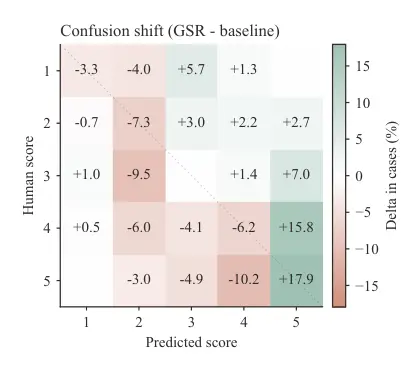 Confusion shift (GSR - baseline)
1 -3.3 -4.0 +5.7 +1.3
2 -0.7 -7.3 +3.0 +2.2 +2.7
3 +1.0 -9.5 +1.4 +7.0
4 +0.5 -6.0 -4.1 -6.2 +15.8
5 -3.0 -4.9 -10.2 +17.9
1 2 3 4 5
Predicted score
Human score
15
10
5
0
−5
−10
−15
Delta in cases (%)